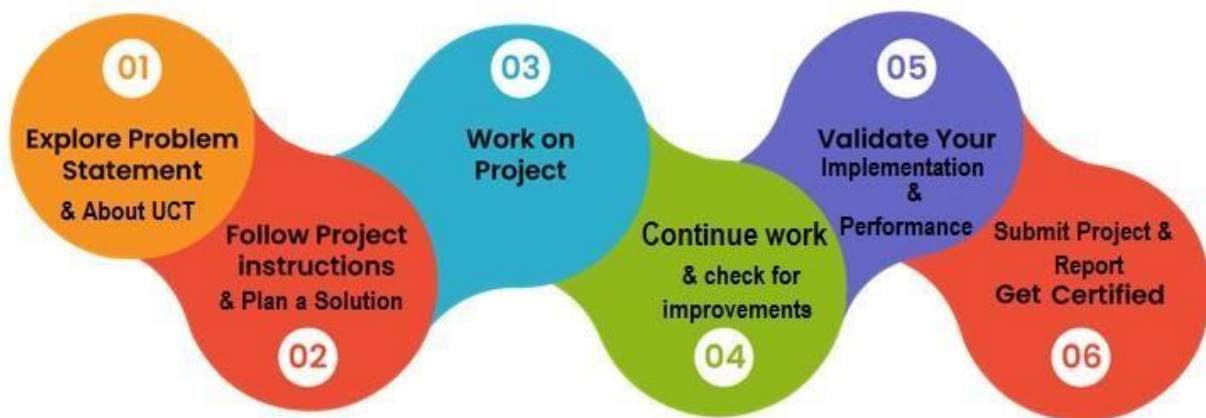 01
Explore Problem
Statement
& About UCT
Follow Project
instructions
& Plan a Solution
02
03
Work on
Project
Continue work
& check for
improvements
04
05
Validate Your
Implementation
&
Performance
Submit Project &
Report
Get Certified
06